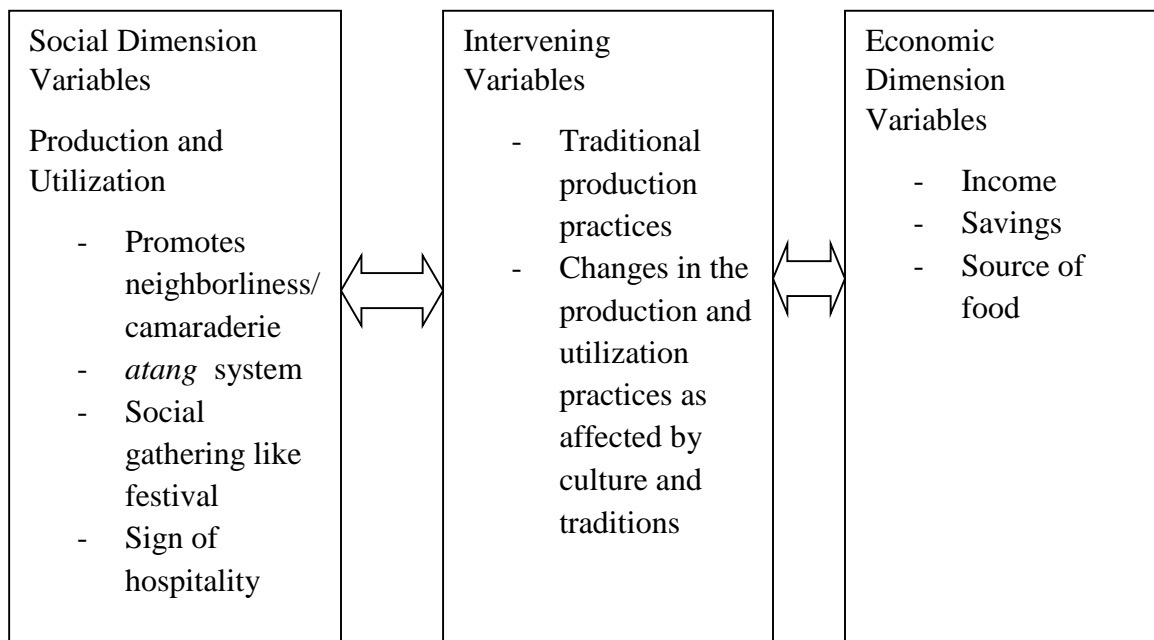 Social Dimension
Variables
Production and
Utilization
- Promotes
neighborliness/
camaraderie
- atang system
- Social
gathering like
festival
- Sign of
hospitality
Intervening
Variables
- Traditional
production
practices
- Changes in the
production and
utilization
practices as
affected by
culture and
traditions
Economic
Dimension
Variables
- Income
- Savings
- Source of
food